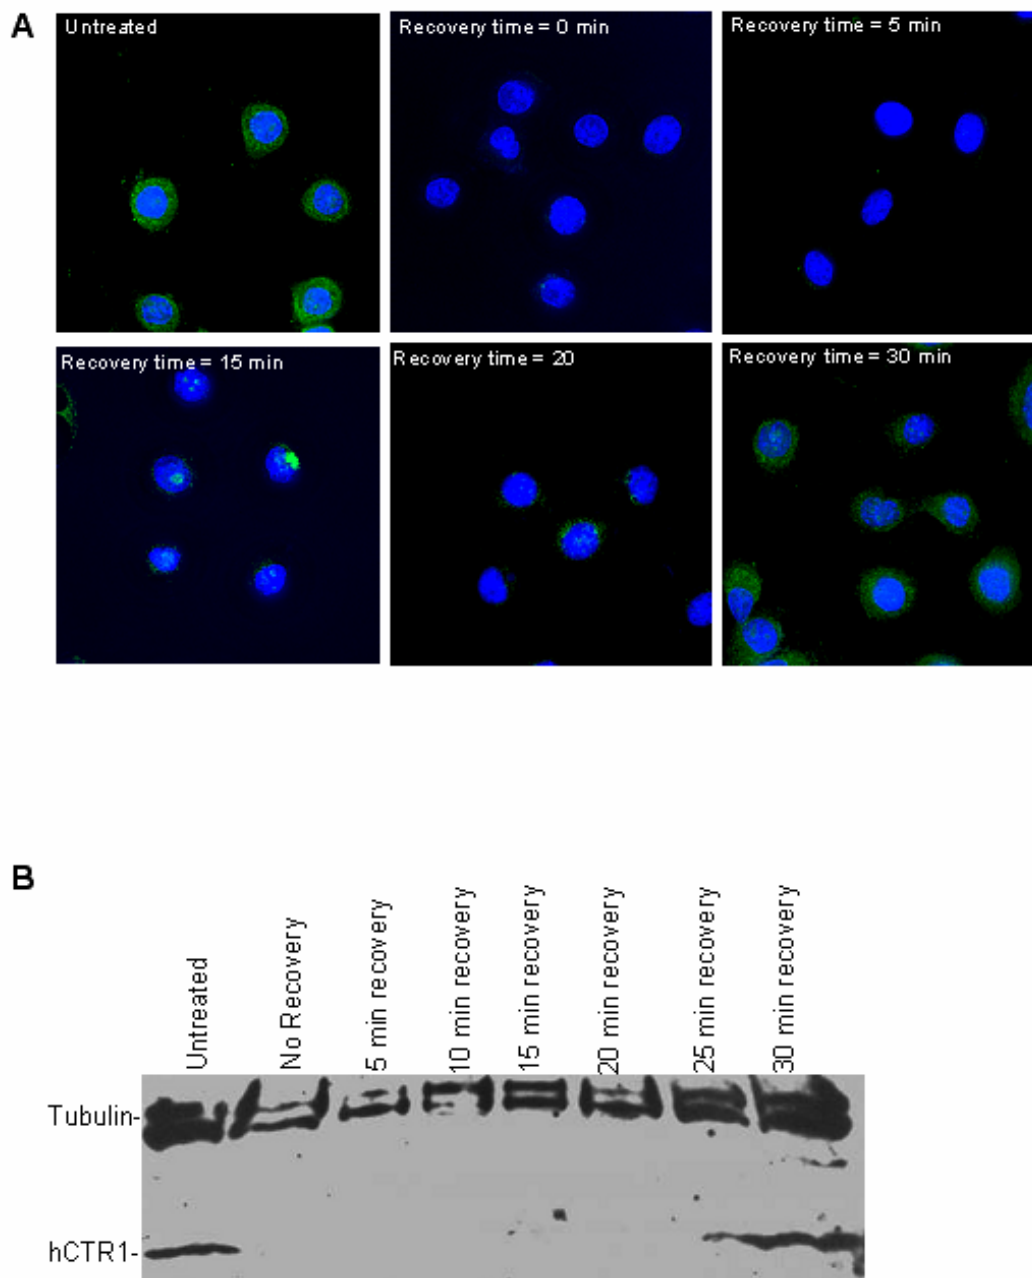 A
Untreated
Recovery time = 0 min
Recovery time = 5 min
Recovery time = 15 min
Recovery time = 20
Recovery time = 30 min
B
Untreated
No Recovery
5 min recovery
10 min recovery
15 min recovery
20 min recovery
25 min recovery
30 min recovery
Tubulin-
hCTR1-